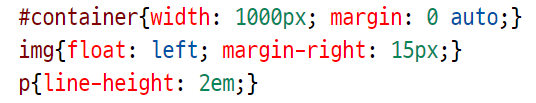 #container{width: 1000px; margin: 0 auto;}
img{float: left; margin-right: 15px;}
p{line-height: 2em;}